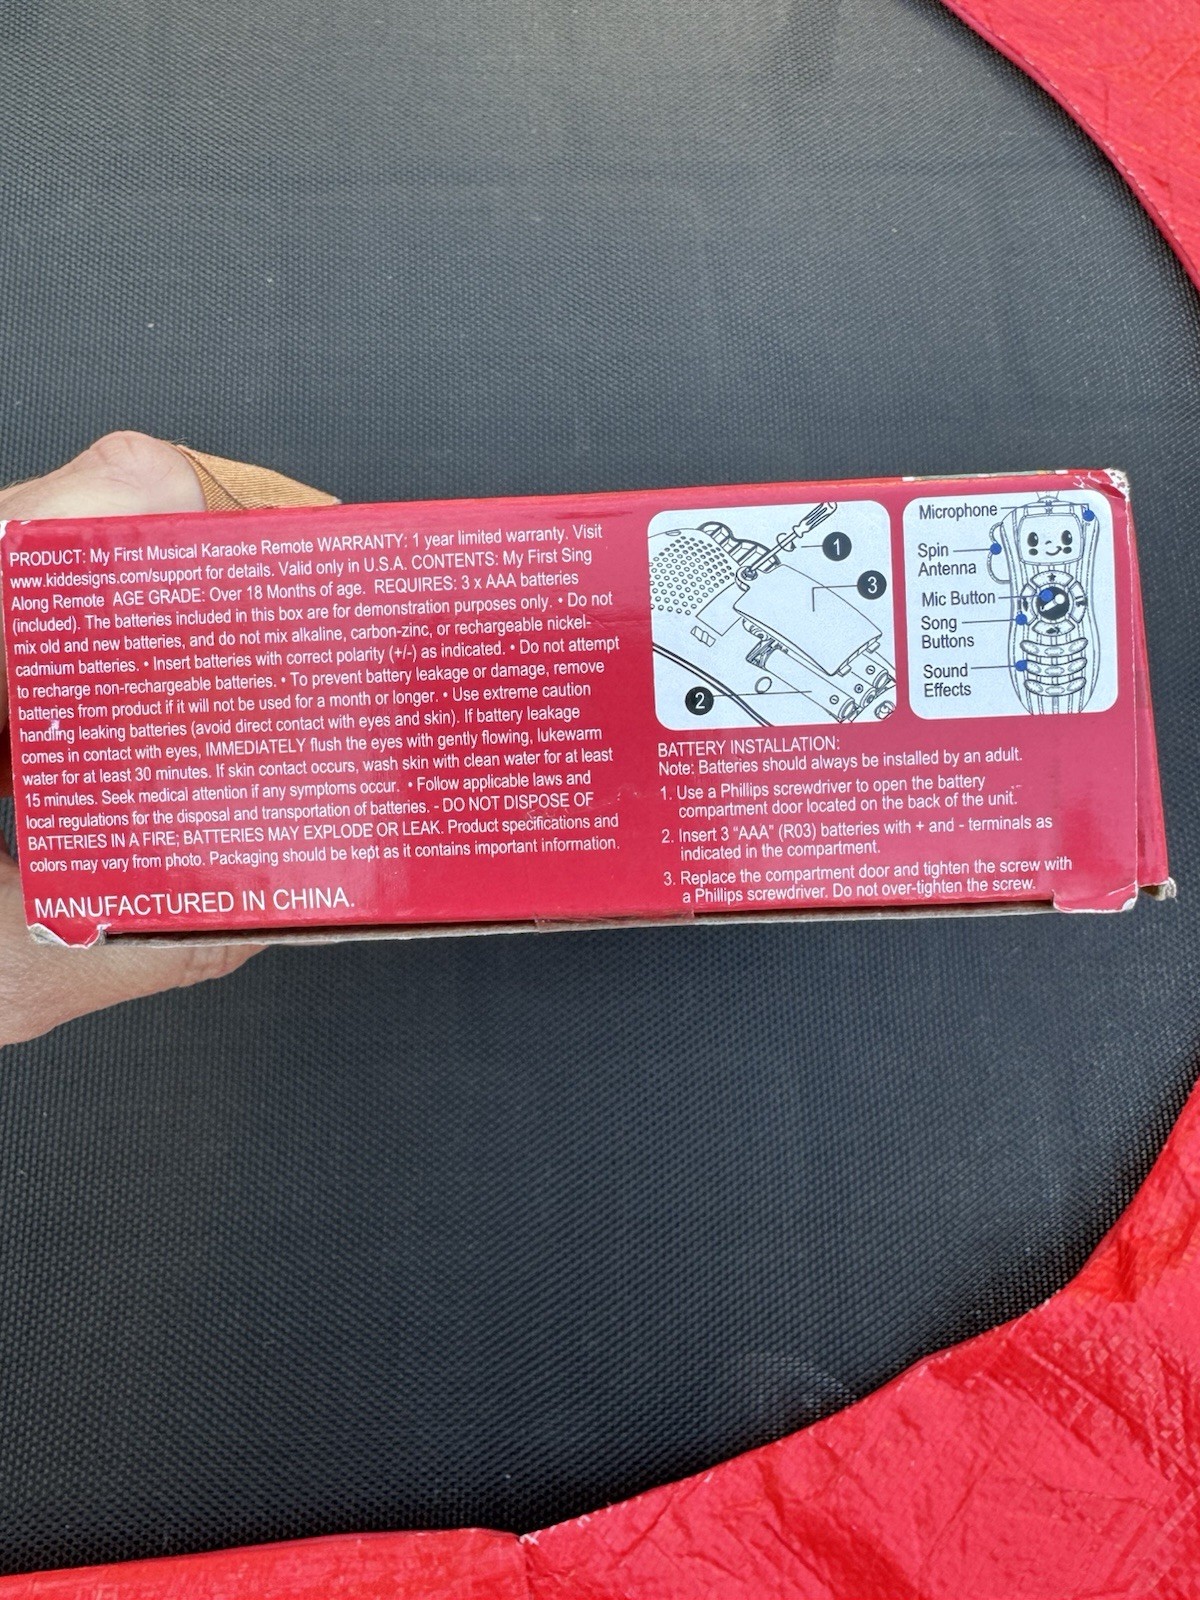 PRODUCT: My First Musical Karaoke Remote WARRANTY: 1 year limited warranty. Visit
www.kiddesigns.com/support for details. Valid only in U.S.A. CONTENTS: My First Sing
Along Remote AGE GRADE: Over 18 Months of age. REQUIRES: 3 x AAA batteries
(included). The batteries included in this box are for demonstration purposes only. • Do not
mix old and new batteries, and do not mix alkaline, carbon-zinc, or rechargeable nickel-
cadmium batteries. • Insert batteries with correct polarity (+/-) as indicated. • Do not attempt
to recharge non-rechargeable batteries. • To prevent battery leakage or damage, remove
batteries from product if it will not be used for a month or longer. • Use extreme caution
handling leaking batteries (avoid direct contact with eyes and skin). If battery leakage
comes in contact with eyes, IMMEDIATELY flush the eyes with gently flowing, lukewarm
water for at least 30 minutes. If skin contact occurs, wash skin with clean water for at least
15 minutes. Seek medical attention if any symptoms occur. • Follow applicable laws and
local regulations for the disposal and transportation of batteries. - DO NOT DISPOSE OF
BATTERIES IN A FIRE; BATTERIES MAY EXPLODE OR LEAK. Product specifications and
colors may vary from photo. Packaging should be kept as it contains important information.
MANUFACTURED IN CHINA.
1
3
2
Microphone
Spin
Antenna
Mic Button
Song
Buttons
Sound
Effects
BATTERY INSTALLATION:
Note: Batteries should always be installed by an adult.
1. Use a Phillips screwdriver to open the battery
compartment door located on the back of the unit.
2. Insert 3 "AAA" (R03) batteries with + and - terminals as
indicated in the compartment.
3. Replace the compartment door and tighten the screw with
a Phillips screwdriver. Do not over-tighten the screw.